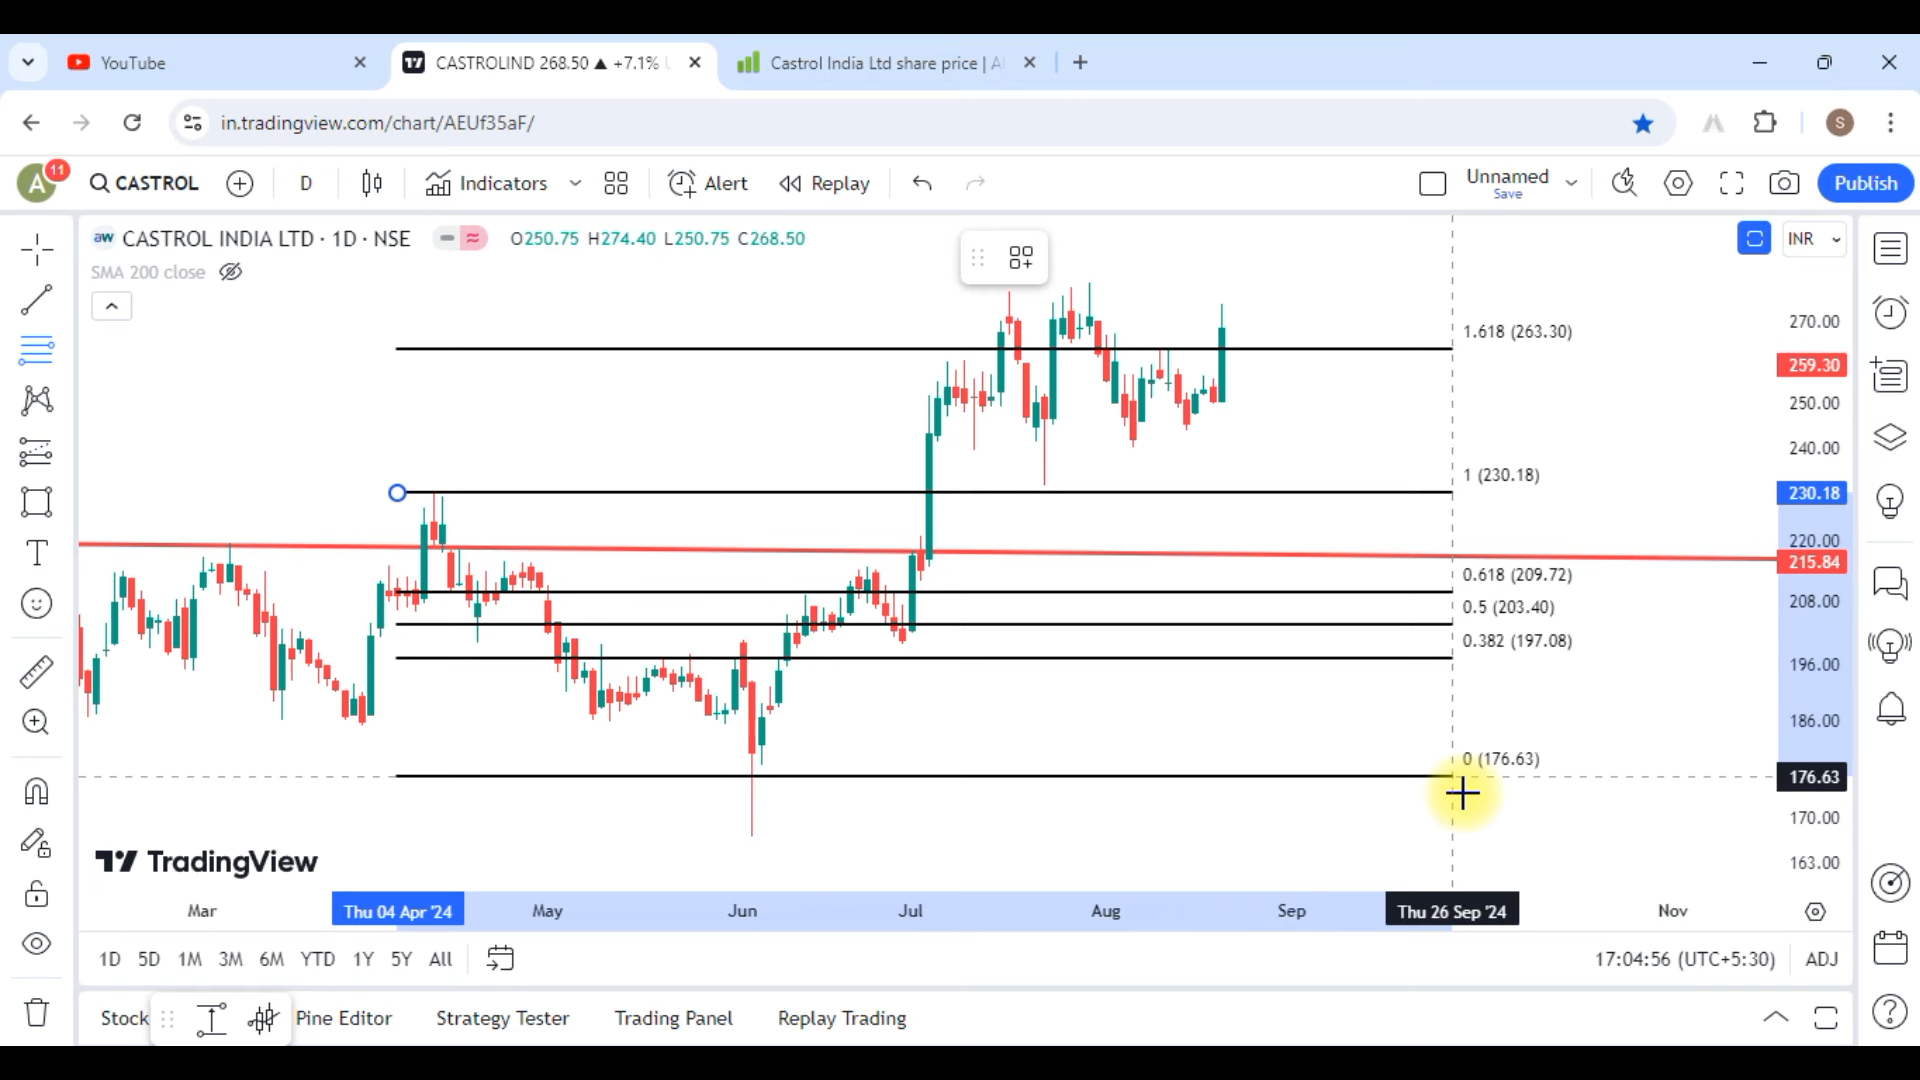 YouTube
CASTROLIND 268.50 ▲ +7.1%
Castrol India Ltd share price |
in.tradingview.com/chart/AEUf35aF/
S
A
11
CASTROL
D
Indicators
Alert
Replay
Unnamed
Save
Publish
CASTROL INDIA LTD · 1D · NSE
O250.75 H274.40 L250.75 C268.50
INR
SMA 200 close
1.618 (263.30)
1 (230.18)
0.618 (209.72)
0.5 (203.40)
0.382 (197.08)
0 (176.63)
270.00
259.30
250.00
240.00
230.18
220.00
215.84
208.00
196.00
186.00
176.63
170.00
163.00
TradingView
Mar
Thu 04 Apr '24
May
Jun
Jul
Aug
Sep
Thu 26 Sep '24
Nov
1D 5D 1M 3M 6M YTD 1Y 5Y All
17:04:56 (UTC+5:30)
ADJ
Stock
Pine Editor
Strategy Tester
Trading Panel
Replay Trading